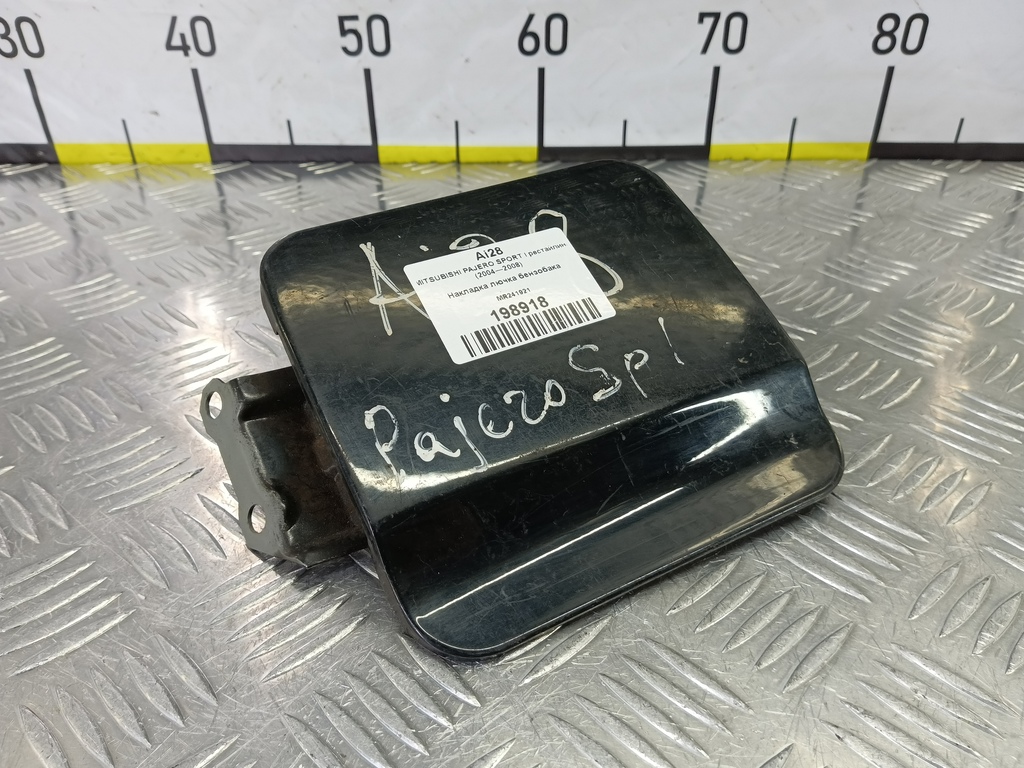 30 40 50 60 70 80
Ai28
AI28
MITSUBISHI PAJERO SPORT I рестайлинг
(2004—2008)
Накладка лючка бензобака
MR241921
198918
Pajero Sp 1